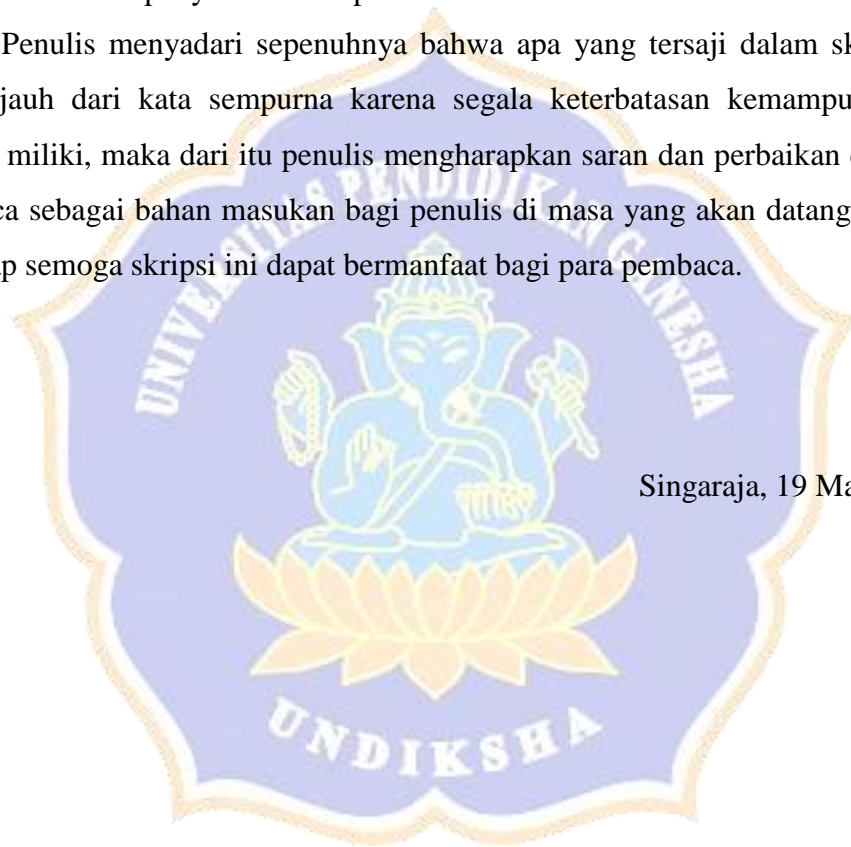 Penulis menyadari sepenuhnya bahwa apa yang tersaji dalam sk
jauh dari kata sempurna karena segala keterbatasan kemampu
miliki, maka dari itu penulis mengharapkan saran dan perbaikan
ca sebagai bahan masukan bagi penulis di masa yang akan datang
p semoga skripsi ini dapat bermanfaat bagi para pembaca.
UNIVERSITAS PENDIDIKAN GANESHA
Singaraja, 19 Ma
UNDIKSHA